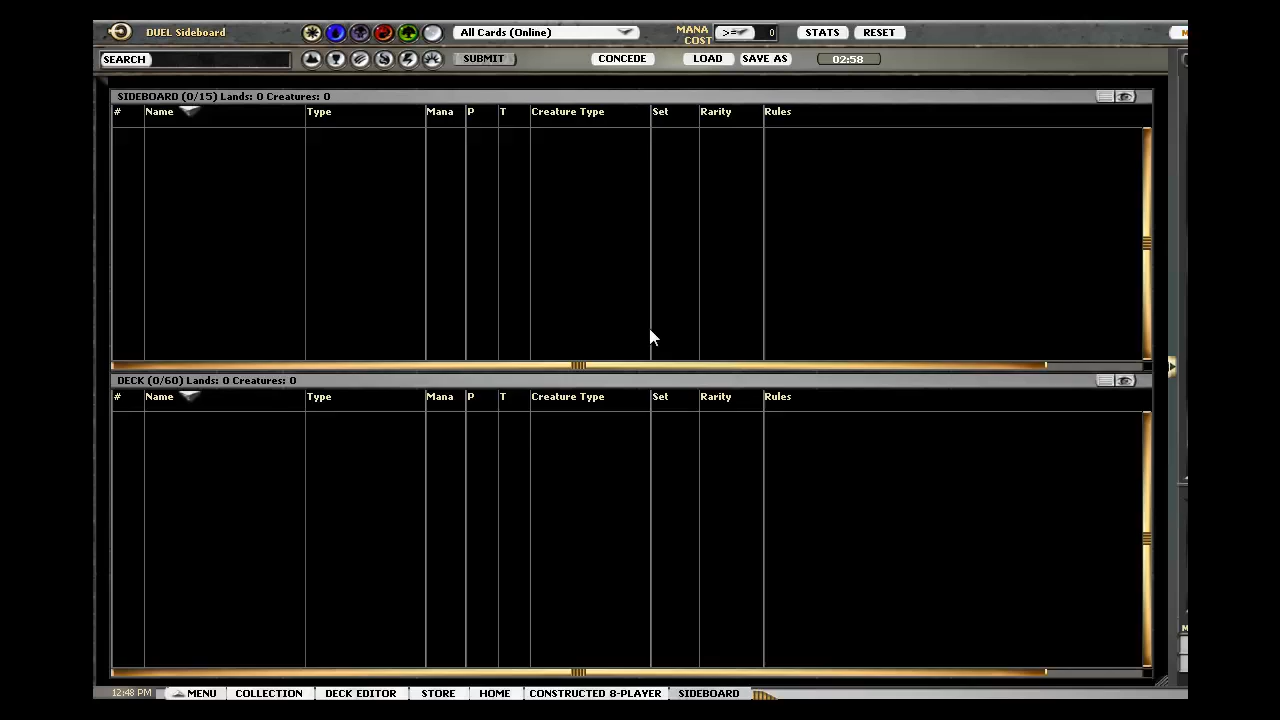 DUEL Sideboard All Cards (Online) MANA COST >= 0 STATS RESET
SEARCH SUBMIT CONCEDE LOAD SAVE AS 02:58
SIDEBOARD (0/15) Lands: 0 Creatures: 0
# Name Type Mana P T Creature Type Set Rarity Rules
DECK (0/60) Lands: 0 Creatures: 0
# Name Type Mana P T Creature Type Set Rarity Rules
12:48 PM MENU COLLECTION DECK EDITOR STORE HOME CONSTRUCTED 8-PLAYER SIDEBOARD